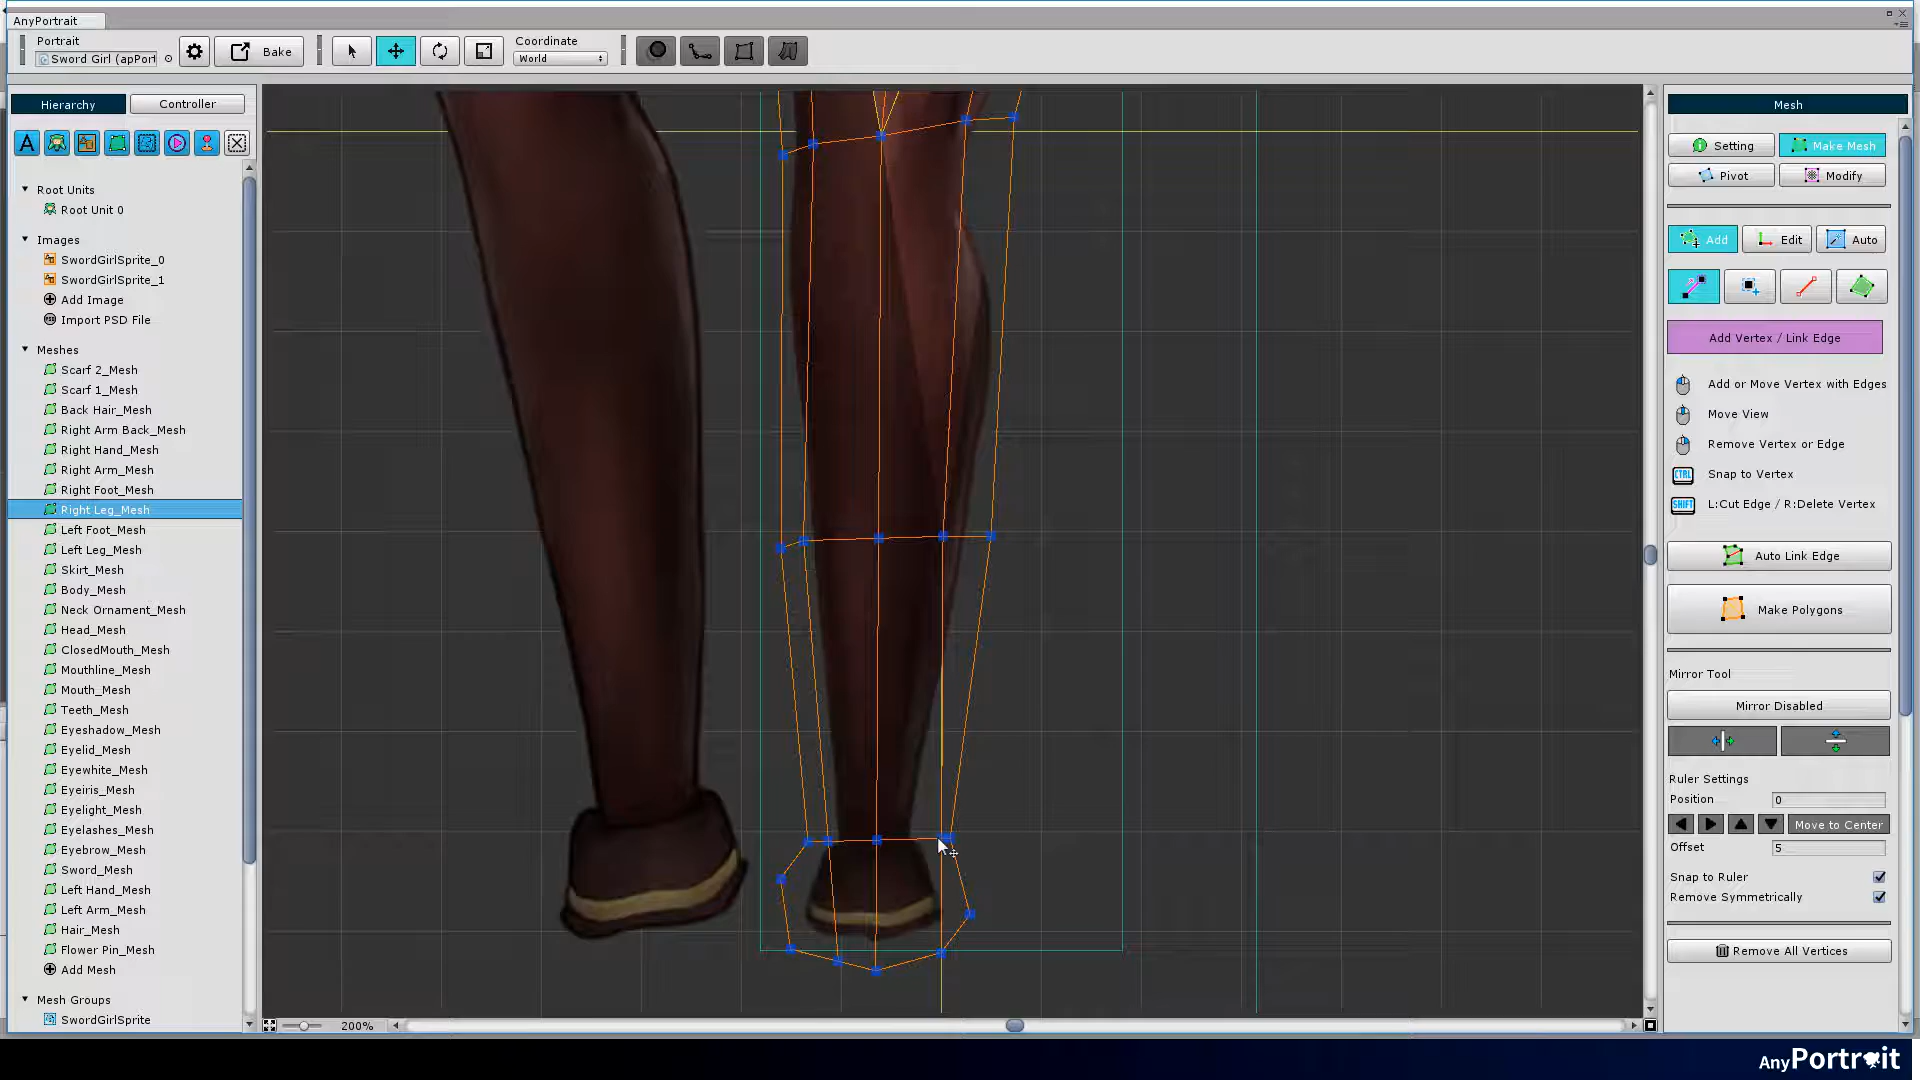 AnyPortrait
Portrait
Sword Girl (apPort
Bake
Coordinate
World
Hierarchy
Controller
Root Units
Root Unit 0
Images
SwordGirlSprite_0
SwordGirlSprite_1
Add Image
Import PSD File
Meshes
Scarf 2_Mesh
Scarf 1_Mesh
Back Hair_Mesh
Right Arm Back_Mesh
Right Hand_Mesh
Right Arm_Mesh
Right Foot_Mesh
Right Leg_Mesh
Left Foot_Mesh
Left Leg_Mesh
Skirt_Mesh
Body_Mesh
Neck Ornament_Mesh
Head_Mesh
ClosedMouth_Mesh
Mouthline_Mesh
Mouth_Mesh
Teeth_Mesh
Eyeshadow_Mesh
Eyelid_Mesh
Eyewhite_Mesh
Eyeiris_Mesh
Eyelight_Mesh
Eyelashes_Mesh
Eyebrow_Mesh
Sword_Mesh
Left Hand_Mesh
Left Arm_Mesh
Hair_Mesh
Flower Pin_Mesh
Add Mesh
Mesh Groups
SwordGirlSprite
200%
Mesh
Setting
Make Mesh
Pivot
Modify
Add
Edit
Auto
Add Vertex / Link Edge
Add or Move Vertex with Edges
Move View
Remove Vertex or Edge
CTRL Snap to Vertex
SHIFT L:Cut Edge / R:Delete Vertex
Auto Link Edge
Make Polygons
Mirror Tool
Mirror Disabled
Ruler Settings
Position 0
Move to Center
Offset 5
Snap to Ruler
Remove Symmetrically
Remove All Vertices
AnyPortrait